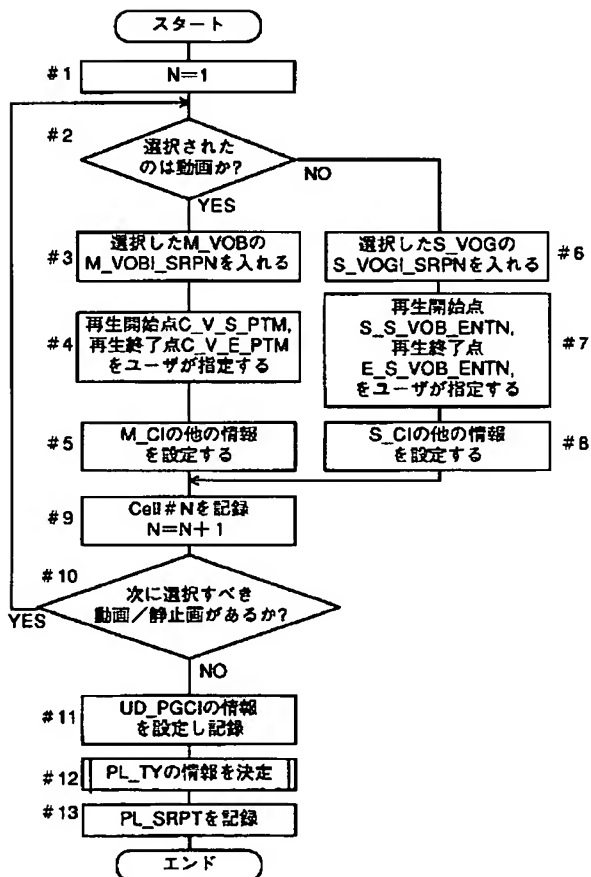 スタート
#1
N=1
#2
選択された
のは動画か?
NO
YES
#3
選択したM_VOBの
M_VOBI_SRPNを入れる
選択したS_VOGの
S_VOGI_SRPNを入れる
#6
#4
再生開始点C_V_S_PTM,
再生終了点C_V_E_PTM
をユーザが指定する
再生開始点
S_S_VOB_ENTN,
再生終了点
E_S_VOB_ENTN,
をユーザが指定する
#7
#5
M_CIの他の情報
を設定する
S_CIの他の情報
を設定する
#8
#9
Cell#Nを記録
N=N+1
#10
次に選択すべき
動画/静止画があるか?
YES
NO
#11
UD_PGCIの情報
を設定し記録
#12
PL_TYの情報を決定
#13
PL_SRPTを記録
エンド